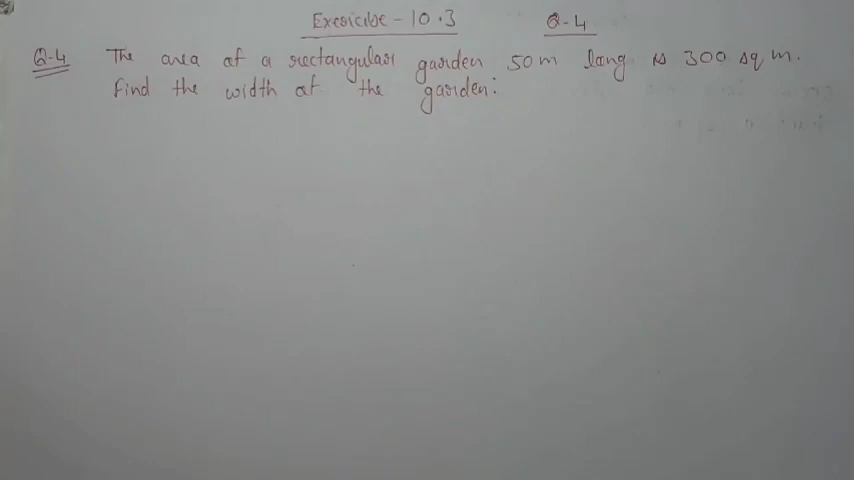 Exercise - 10.3 Q-4
Q-4 The area of a rectangular garden 50m long is 300 sq m.
Find the width of the garden: